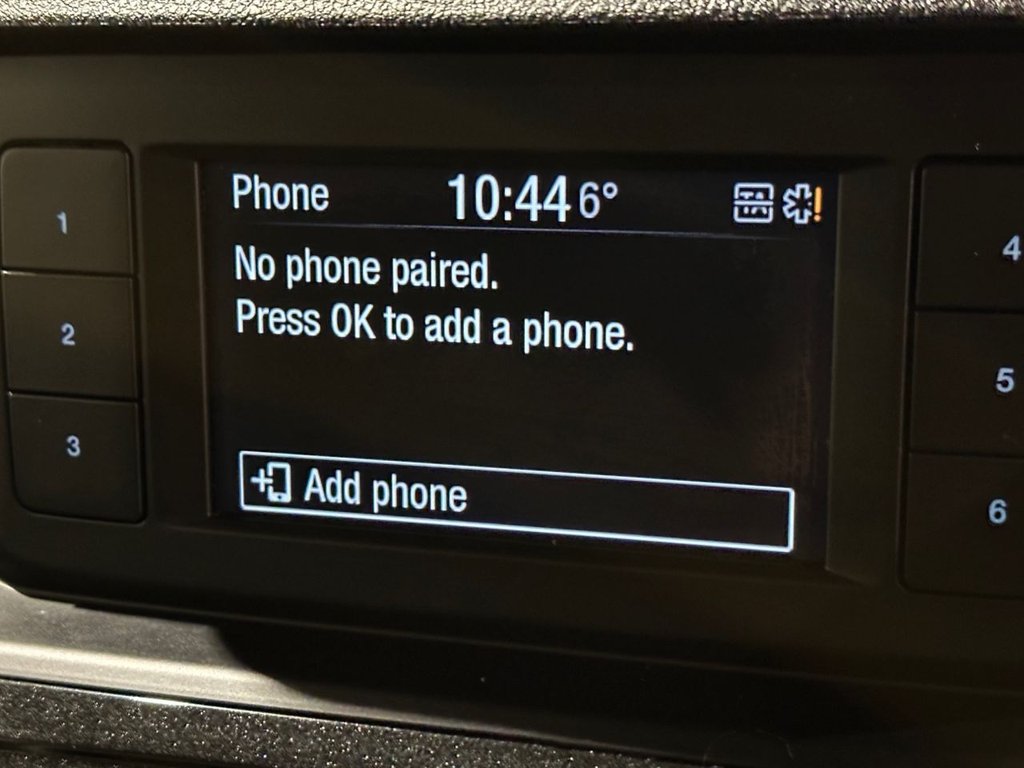 Phone 10:44 6° TA !
No phone paired.
Press OK to add a phone.
Add phone
1
2
3
4
5
6